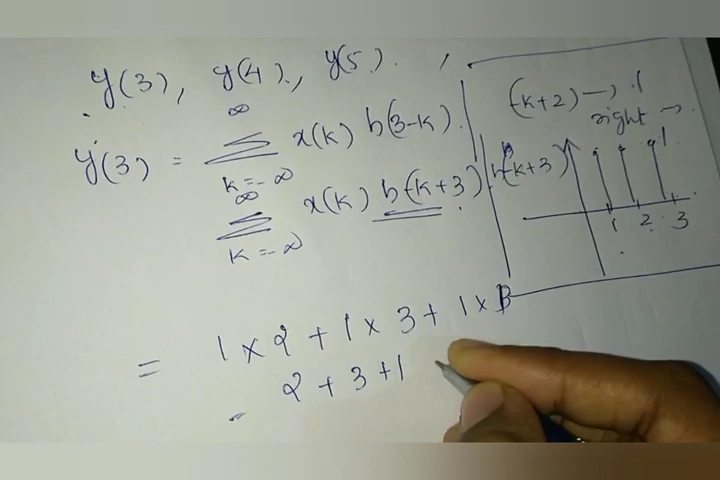 y(3), y(4), y(5).
y(3) = ∞ Σ k=-∞ x(k) h(3-k).
∞ Σ k=-∞ x(k) h(-k+3)
(-k+2) → 1
right →
h(-k+3)
1
1 2 3
= 1 × 2 + 1 × 3 + 1 ×
2 + 3 + 1